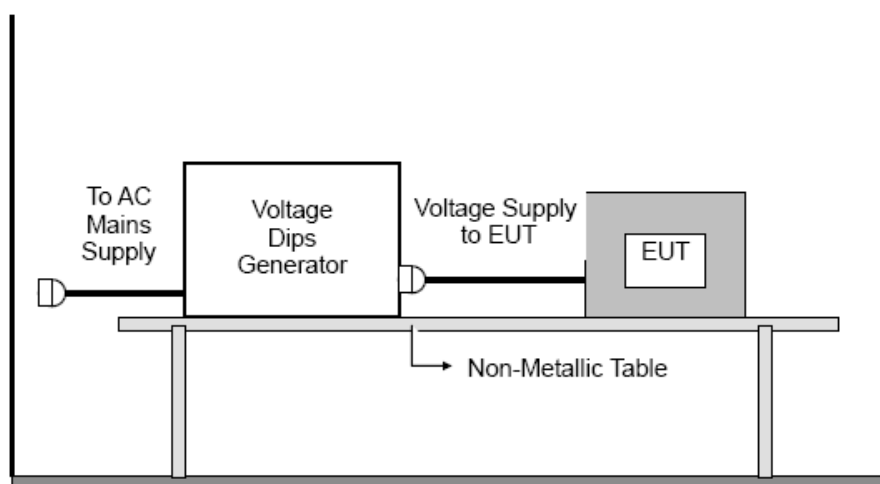 To AC
Mains
Supply
Voltage
Dips
Generator
Voltage Supply
to EUT
EUT
Non-Metallic Table